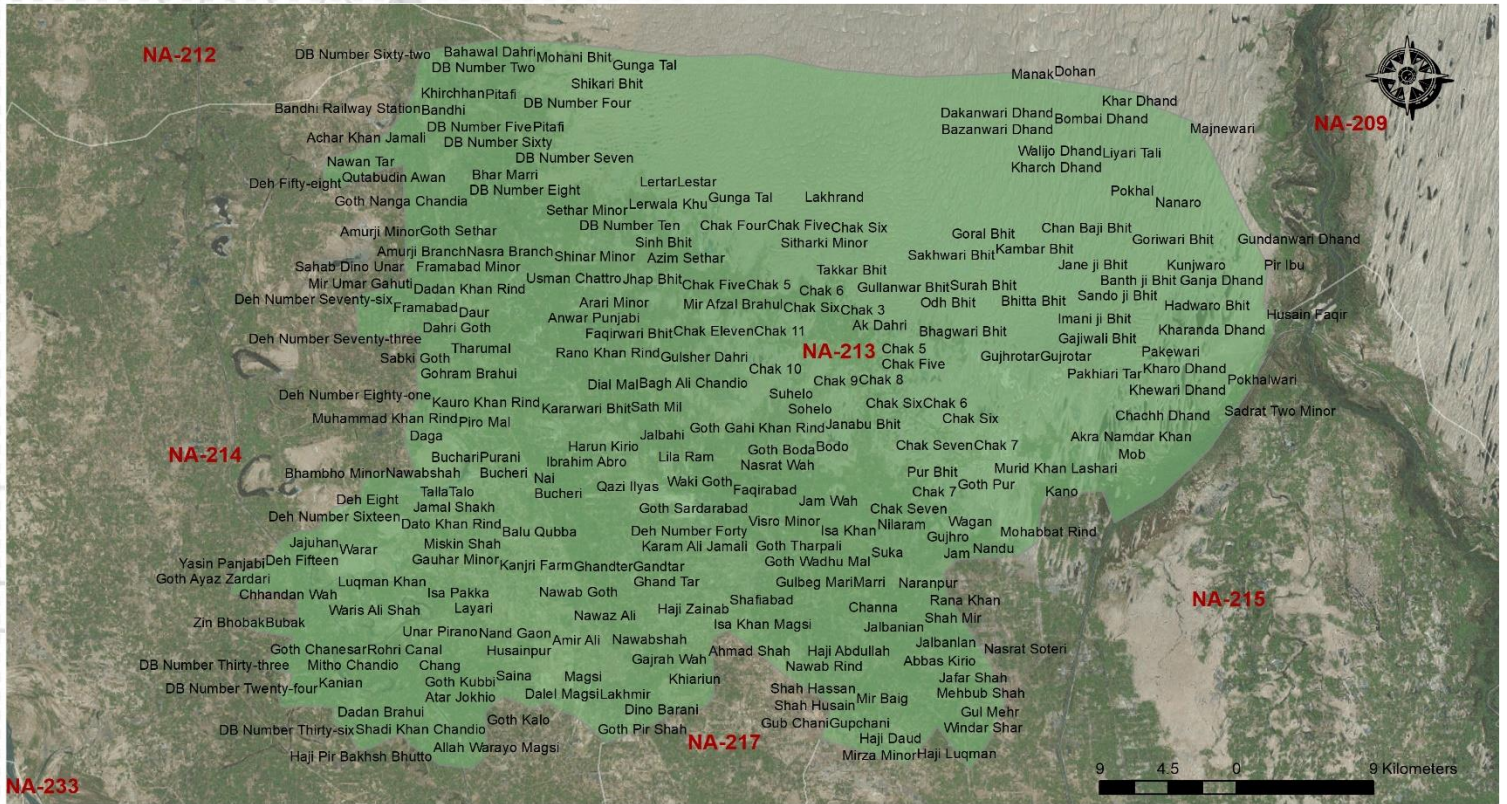 NA-212
DB Number Sixty-two
Bahawal Dahri
Mohani Bhit
Gunga Tal
DB Number Two
Manak
Dohan
Shikari Bhit
Khirchhan
Pitafi
DB Number Four
Khar Dhand
Bandhi Railway Station
Bandhi
Dakanwari Dhand
Bombai Dhand
NA-209
DB Number Five
Pitafi
Bazanwari Dhand
Majnewari
Achar Khan Jamali
DB Number Sixty
Walijo Dhand
Liyari Tali
Nawan Tar
DB Number Seven
Kharch Dhand
Deh Fifty-eight
Qutabudin Awan
Bhar Marri
Lertar
Lestar
DB Number Eight
Pokhal
Goth Nanga Chandia
Gunga Tal
Lakhrand
Nanaro
Sethar Minor
Lerwala Khu
Amurji Minor
Goth Sethar
DB Number Ten
Chak Four
Chak Five
Chak Six
Goral Bhit
Chan Baji Bhit
Sinh Bhit
Sitharki Minor
Goriwari Bhit
Gundanwari Dhand
Amurji Branch
Nasra Branch
Shinar Minor
Azim Sethar
Sakhwari Bhit
Kambar Bhit
Sahab Dino Unar
Framabad Minor
Takkar Bhit
Jane ji Bhit
Kunjwaro
Pir Ibu
Mir Umar Gahuti
Dadan Khan Rind
Usman Chattro
Jhap Bhit
Chak Five
Chak 5
Chak 6
Gullanwar Bhit
Surah Bhit
Banth ji Bhit
Ganja Dhand
Deh Number Seventy-six
Framabad
Daur
Arari Minor
Mir Afzal Brahul
Chak Six
Chak 3
Odh Bhit
Bhitta Bhit
Sando ji Bhit
Hadwaro Bhit
Anwar Punjabi
Imani ji Bhit
Husain Faqir
Dahri Goth
Faqirwari Bhit
Chak Eleven
Chak 11
Ak Dahri
Bhagwari Bhit
Kharanda Dhand
Deh Number Seventy-three
Gajiwali Bhit
Tharumal
Rano Khan Rind
Gulsher Dahri
NA-213
Chak 5
Gujhrotar
Gujrotar
Pakewari
Sabki Goth
Chak 10
Chak Five
Kharo Dhand
Gohram Brahui
Pakhiari Tar
Dial Mal
Bagh Ali Chandio
Chak 9
Chak 8
Pokhalwari
Deh Number Eighty-one
Suhelo
Khewari Dhand
Kauro Khan Rind
Kararwari Bhit
Sath Mil
Sohelo
Chak Six
Chak 6
Sadrat Two Minor
Muhammad Khan Rind
Piro Mal
Chak Six
Chachh Dhand
Goth Gahi Khan Rind
Janabu Bhit
Daga
Jalbahi
Akra Namdar Khan
NA-214
Harun Kirio
Goth Boda
Bodo
Chak Seven
Chak 7
Buchari
Purani
Ibrahim Abro
Lila Ram
Mob
Nasrat Wah
Bhambho Minor
Nawabshah
Bucheri
Nai
Pur Bhit
Murid Khan Lashari
Qazi Ilyas
Waki Goth
Goth Pur
Talla
Talo
Bucheri
Faqirabad
Chak 7
Kano
Deh Eight
Jamal Shakh
Goth Sardarabad
Jam Wah
Chak Seven
Deh Number Sixteen
Dato Khan Rind
Visro Minor
Nilaram
Wagan
Balu Qubba
Deh Number Forty
Isa Khan
Mohabbat Rind
Jajuhan
Warar
Miskin Shah
Karam Ali Jamali
Goth Tharpali
Gujhro
Yasin Panjabi
Deh Fifteen
Gauhar Minor
Kanjri Farm
Ghandter
Gandtar
Goth Wadhu Mal
Suka
Jam
Nandu
Goth Ayaz Zardari
Luqman Khan
Ghand Tar
Gulbeg Mari
Marri
Naranpur
Chhandan Wah
Isa Pakka
Nawab Goth
NA-215
Shafiabad
Rana Khan
Waris Ali Shah
Layari
Nawaz Ali
Haji Zainab
Channa
Zin Bhobak
Bubak
Isa Khan Magsi
Jalbanian
Shah Mir
Unar Pirano
Nand Gaon
Amir Ali
Nawabshah
Jalbanlan
Goth Chanesar
Rohri Canal
Husainpur
Ahmad Shah
Haji Abdullah
Nasrat Soteri
DB Number Thirty-three
Mitho Chandio
Chang
Gajrah Wah
Nawab Rind
Abbas Kirio
DB Number Twenty-four
Kanian
Goth Kubbi
Saina
Magsi
Khariun
Jafar Shah
Atar Jokhio
Dalel Magsi
Lakhmir
Shah Hassan
Mir Baig
Mehbub Shah
Dadan Brahui
Dino Barani
Shah Husain
Gul Mehr
DB Number Thirty-six
Shadi Khan Chandio
Goth Kalo
Goth Pir Shah
Gub Chani
Gupchani
Windar Shar
NA-217
Haji Daud
Haji Pir Bakhsh Bhutto
Allah Warayo Magsi
Mirza Minor
Haji Luqman
NA-233
9 4.5 0 9 Kilometers